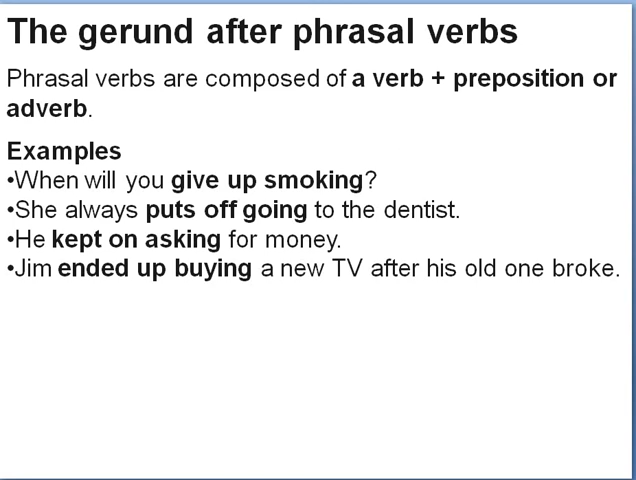 The gerund after phrasal verbs
Phrasal verbs are composed of a verb + preposition or
adverb.
Examples
•When will you give up smoking?
•She always puts off going to the dentist.
•He kept on asking for money.
•Jim ended up buying a new TV after his old one broke.